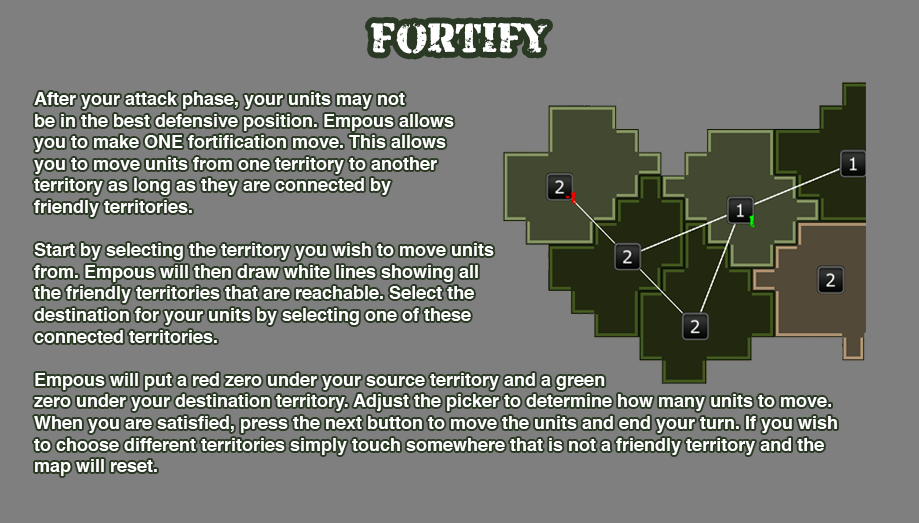 FORTIFY
After your attack phase, your units may not
be in the best defensive position. Empous allows
you to make ONE fortification move. This allows
you to move units from one territory to another
territory as long as they are connected by
friendly territories.
Start by selecting the territory you wish to move units
from. Empous will then draw white lines showing all
the friendly territories that are reachable. Select the
destination for your units by selecting one of these
connected territories.
Empous will put a red zero under your source territory and a green
zero under your destination territory. Adjust the picker to determine how many units to move.
When you are satisfied, press the next button to move the units and end your turn. If you wish
to choose different territories simply touch somewhere that is not a friendly territory and the
map will reset.
1
2
-1
1
1
2
2
2